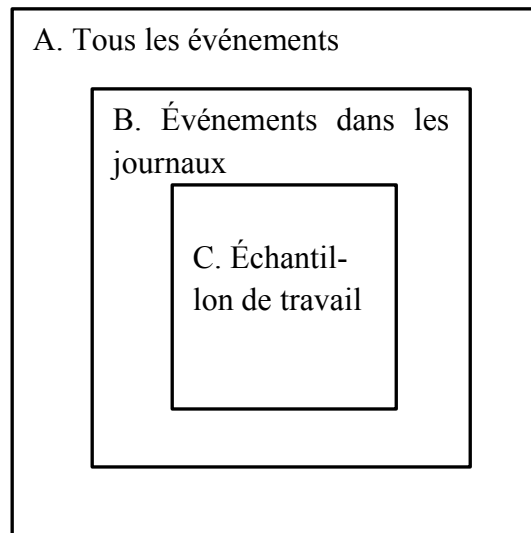 A. Tous les événements
B. Événements dans les
journaux
C. Échantil-
lon de travail